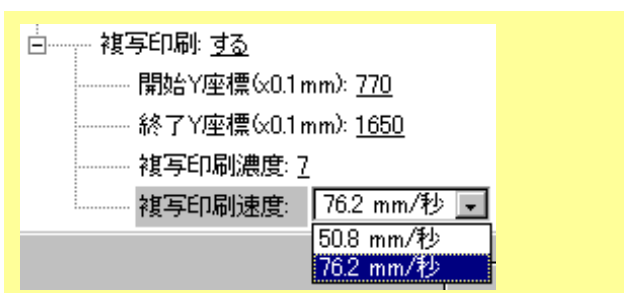 複写印刷: する
開始Y座標(x0.1mm): 770
終了Y座標(x0.1mm): 1650
複写印刷濃度: 7
複写印刷速度: 76.2 mm/秒
50.8 mm/秒
76.2 mm/秒